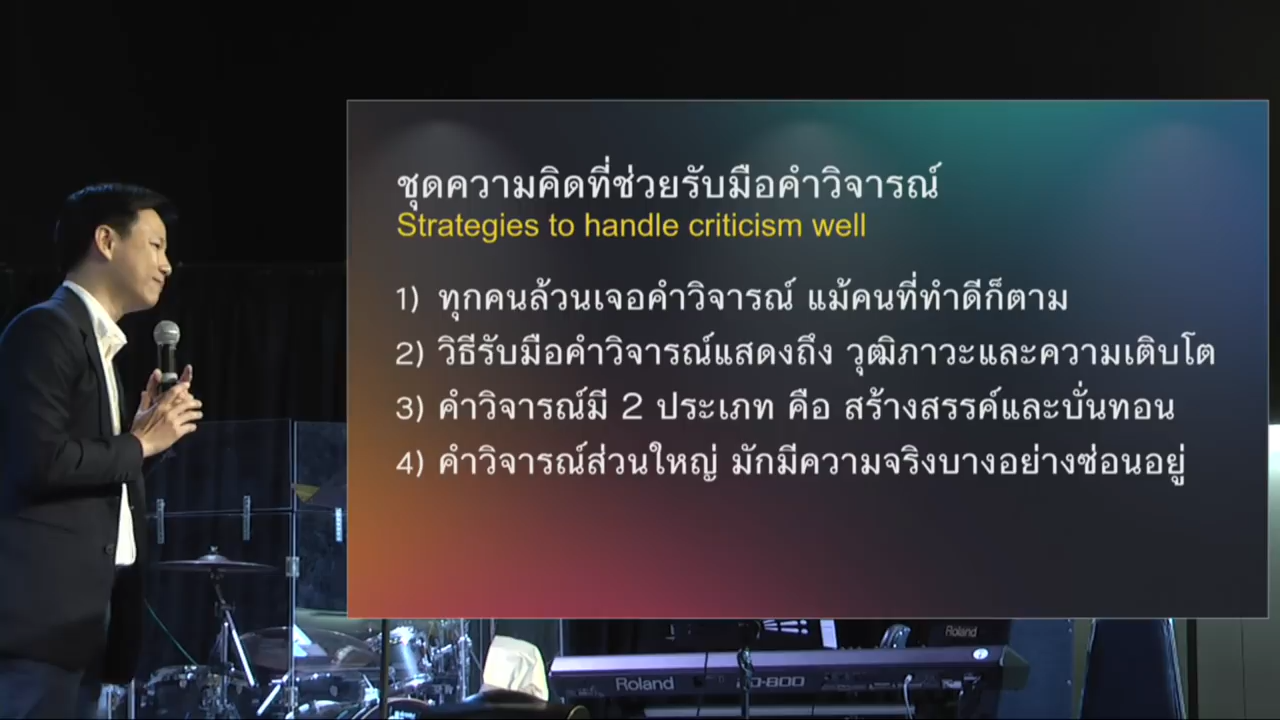 ชุดความคิดที่ช่วยรับมือคำวิจารณ์
Strategies to handle criticism well
1) ทุกคนล้วนเจอคำวิจารณ์ แม้คนที่ทำดีก็ตาม
2) วิธีรับมือคำวิจารณ์แสดงถึง วุฒิภาวะและความเติบโต
3) คำวิจารณ์มี 2 ประเภท คือ สร้างสรรค์และบั่นทอน
4) คำวิจารณ์ส่วนใหญ่ มักมีความจริงบางอย่างซ่อนอยู่
Roland
Roland